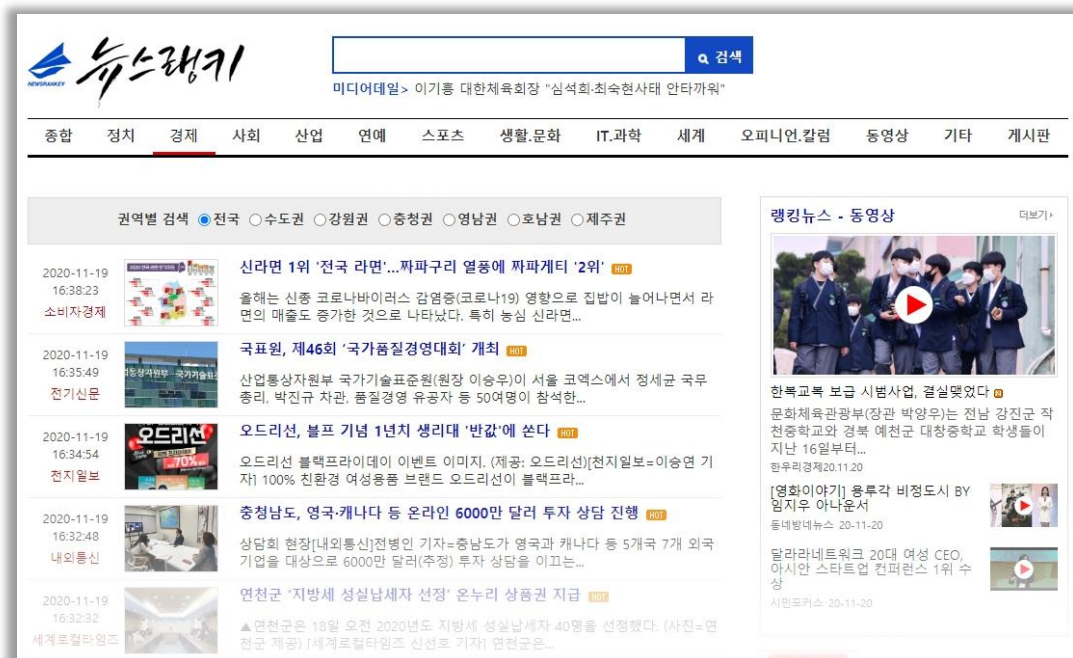 NEWSRANKEY 뉴스랭키
검색
미디어데일> 이기흥 대한체육회장 "심석희·최숙현사태 안타까워"
종합 정치 경제 사회 산업 연예 스포츠 생활.문화 IT.과학 세계 오피니언.칼럼 동영상 기타 게시판
권역별 검색 전국 수도권 강원권 충청권 영남권 호남권 제주권
2020-11-19
16:38:23
소비자경제
신라면 1위 '전국 라면'...짜파구리 열풍에 짜파게티 '2위' HOT
올해는 신종 코로나바이러스 감염증(코로나19) 영향으로 집밥이 늘어나면서 라
면의 매출도 증가한 것으로 나타났다. 특히 농심 신라면...
2020-11-19
16:35:49
전기신문
국표원, 제46회 ‘국가품질경영대회’ 개최 HOT
산업통상자원부 국가기술표준원(원장 이승우)이 서울 코엑스에서 정세균 국무
총리, 박진규 차관, 품질경영 유공자 등 50여명이 참석한...
2020-11-19
16:34:54
천지일보
오드리선
70%
오드리선, 블프 기념 1년치 생리대 '반값'에 쏜다 HOT
오드리선 블랙프라이데이 이벤트 이미지. (제공: 오드리선)[천지일보=이승연 기
자] 100% 친환경 여성용품 브랜드 오드리선이 블랙프라...
2020-11-19
16:32:48
내외통신
충청남도, 영국·캐나다 등 온라인 6000만 달러 투자 상담 진행 HOT
상담회 현장[내외통신]전병인 기자=충남도가 영국과 캐나다 등 5개국 7개 외국
기업을 대상으로 6000만 달러(추정) 투자 상담을 이끄는...
2020-11-19
16:32:32
세계로컬타임즈
연천군 ‘지방세 성실납세자 선정’ 온누리 상품권 지급 HOT
▲연천군은 18일 오전 2020년도 지방세 성실납세자 40명을 선정했다. (사진=연
천군 제공) [세계로컬타임즈 신선호 기자] 연천군은...
랭킹뉴스 - 동영상 더보기
한복교복 보급 시범사업, 결실맺었다
문화체육관광부(장관 박양우)는 전남 강진군 작
천중학교와 경북 예천군 대창중학교 학생들이
지난 16일부터...
한우리경제20.11.20
[영화이야기] 용루각 비정도시 BY
임지우 아나운서
동네방네뉴스 20-11-20
달라라네트워크 20대 여성 CEO,
아시안 스타트업 컨퍼런스 1위 수
상
시민포커스 20-11-20